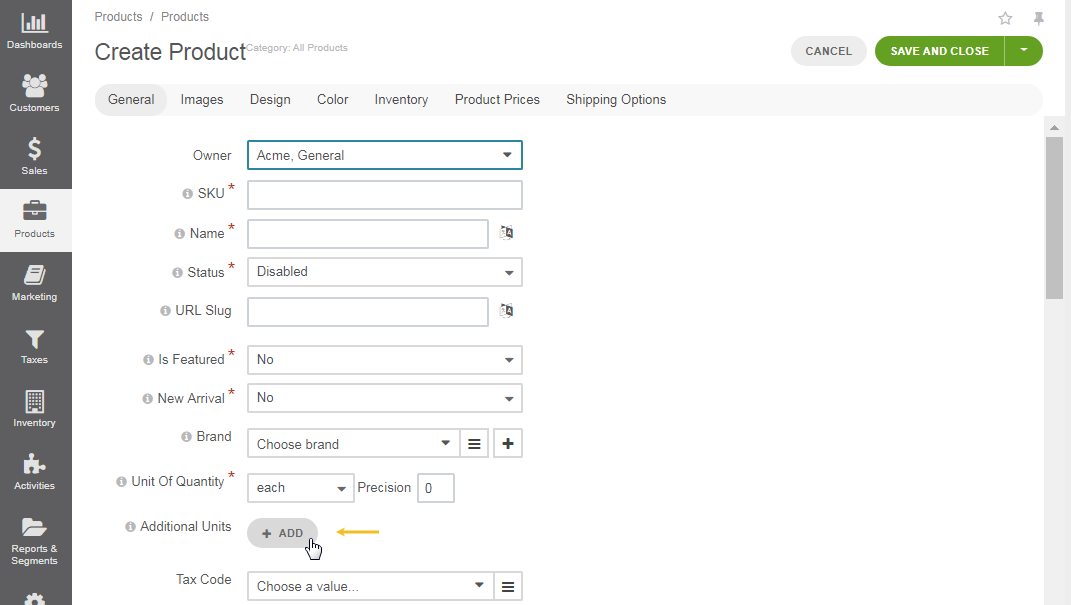 Products / Products
Create Product Category: All Products
CANCEL
SAVE AND CLOSE
General Images Design Color Inventory Product Prices Shipping Options
Dashboards
Customers
Sales
Products
Marketing
Taxes
Inventory
Activities
Reports &
Segments
Owner Acme, General
SKU *
Name *
Status * Disabled
URL Slug
Is Featured * No
New Arrival * No
Brand Choose brand
Unit Of Quantity * each Precision 0
Additional Units + ADD
Tax Code Choose a value...